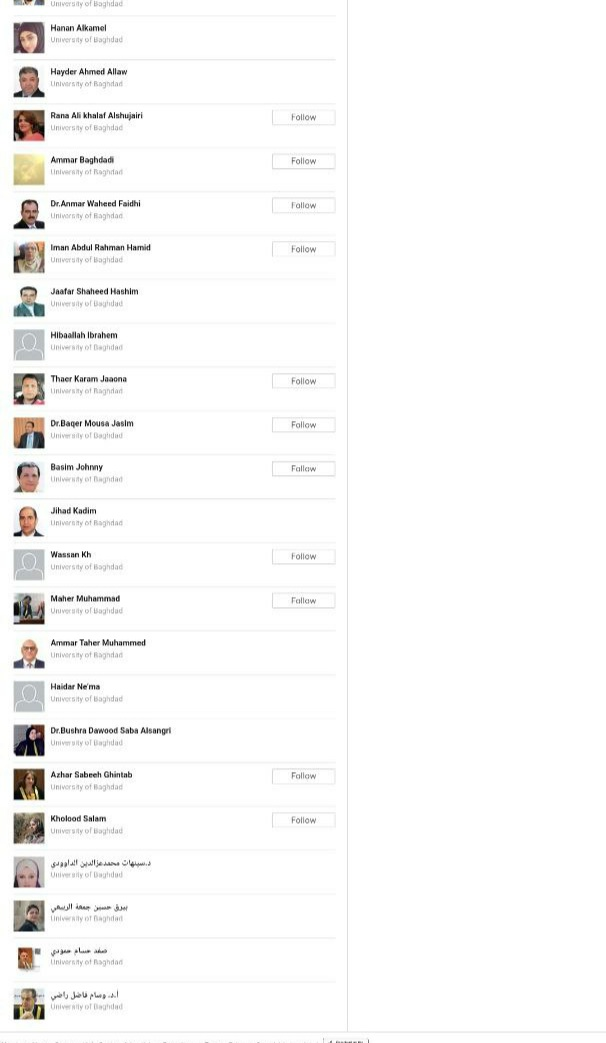 University of Baghdad
Hanan Alkamel
University of Baghdad
Hayder Ahmed Allaw
University of Baghdad
Rana Ali khalaf Alshujairi
Follow
University of Baghdad
Ammar Baghdadi
Follow
University of Baghdad
Dr.Anmar Waheed Faidhi
Follow
University of Baghdad
Iman Abdul Rahman Hamid
Follow
University of Baghdad
Jaafar Shaheed Hashim
University of Baghdad
Hibaallah Ibrahem
University of Baghdad
Thaer Karam Jaaona
Follow
University of Baghdad
Dr.Baqer Mousa Jasim
Follow
University of Baghdad
Basim Johnny
Follow
University of Baghdad
Jihad Kadim
University of Baghdad
Wassan Kh
Follow
University of Baghdad
Maher Muhammad
Follow
University of Baghdad
Ammar Taher Muhammed
University of Baghdad
Haidar Ne'ma
University of Baghdad
Dr.Bushra Dawood Saba Alsangri
University of Baghdad
Azhar Sabeeh Ghintab
Follow
University of Baghdad
Kholood Salam
Follow
University of Baghdad
د.سينهات محمدعزالدين الداوودي
University of Baghdad
بيرق حسين جمعة الربيعي
University of Baghdad
صفد حسام حمودي
University of Baghdad
أ.د. وسام فاضل راضي
University of Baghdad